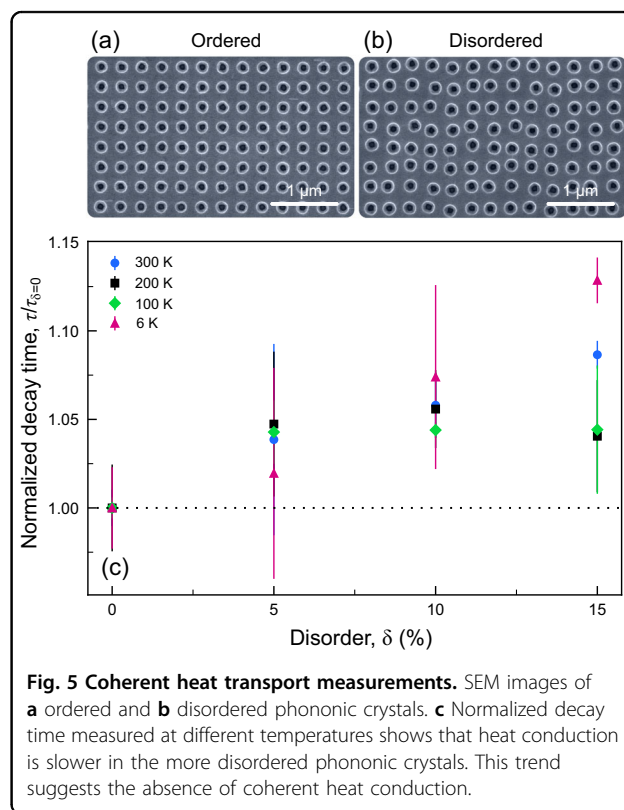 (a) Ordered (b) Disordered
1 μm 1 μm
1.15
1.10
1.05
1.00
Normalized decay time, τ/τδ=0
300 K
200 K
100 K
6 K
(c)
0 5 10 15
Disorder, δ (%)
Fig. 5 Coherent heat transport measurements. SEM images of
a ordered and b disordered phononic crystals. c Normalized decay
time measured at different temperatures shows that heat conduction
is slower in the more disordered phononic crystals. This trend
suggests the absence of coherent heat conduction.